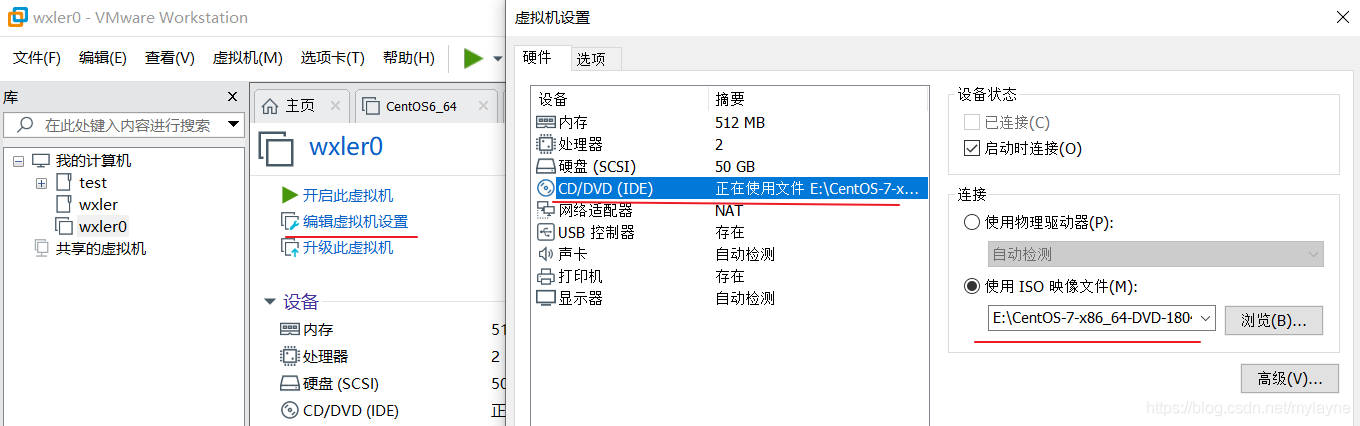 wxler0 - VMware Workstation
文件(F) 编辑(E) 查看(V) 虚拟机(M) 选项卡(T) 帮助(H)
库
在此处键入内容进行搜索
我的计算机
test
wxler
wxler0
共享的虚拟机
主页 CentOS6_64
wxler0
开启此虚拟机
编辑虚拟机设置
升级此虚拟机
设备
内存 51
处理器 2
硬盘 (SCSI) 50
CD/DVD (IDE) 正
虚拟机设置
硬件 选项
设备 摘要
内存 512 MB
处理器 2
硬盘 (SCSI) 50 GB
CD/DVD (IDE) 正在使用文件 E:\CentOS-7-x...
网络适配器 NAT
USB 控制器 存在
声卡 自动检测
打印机 存在
显示器 自动检测
设备状态
已连接(C)
启动时连接(O)
连接
使用物理驱动器(P):
自动检测
使用 ISO 映像文件(M):
E:\CentOS-7-x86_64-DVD-180 浏览(B)...
高级(V)...
https://blog.csdn.net/mylayne